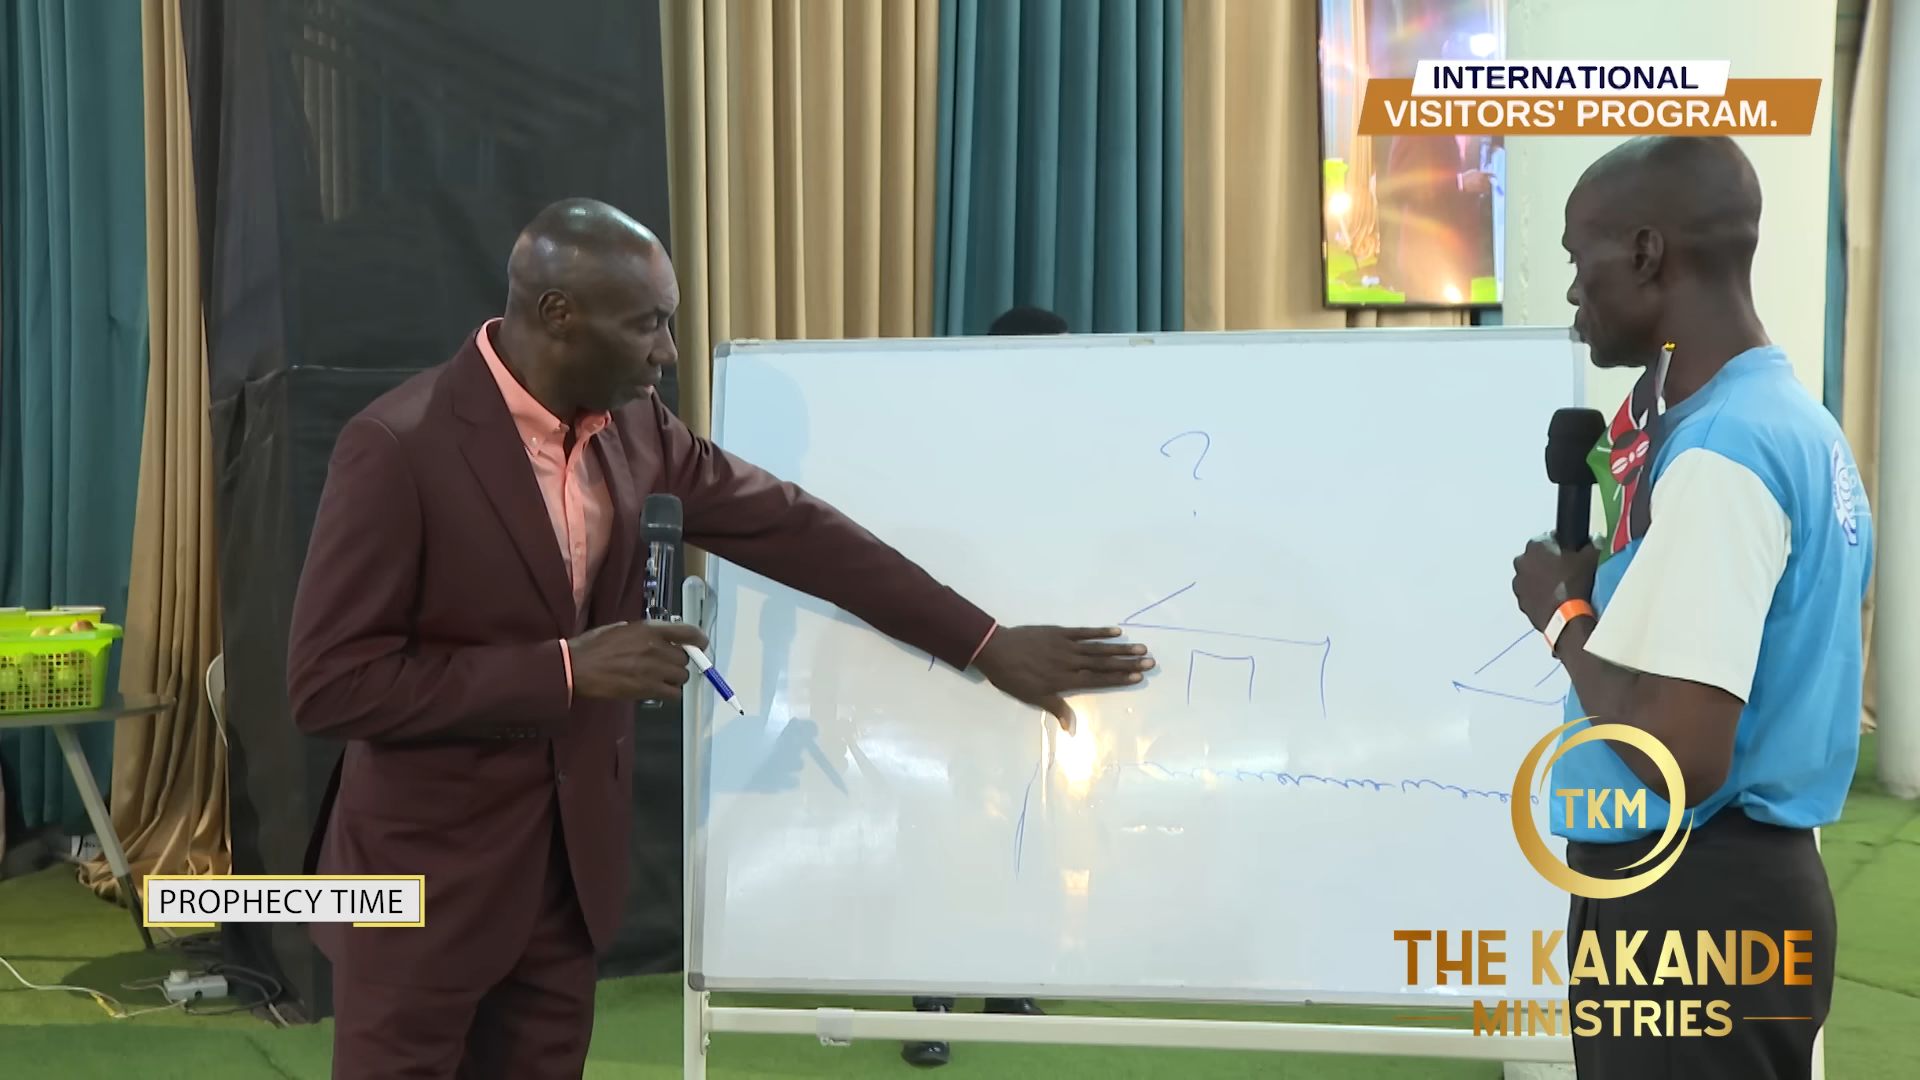 INTERNATIONAL
VISITORS' PROGRAM.
?
PROPHECY TIME
TKM
THE KAKANDE
MINISTRIES